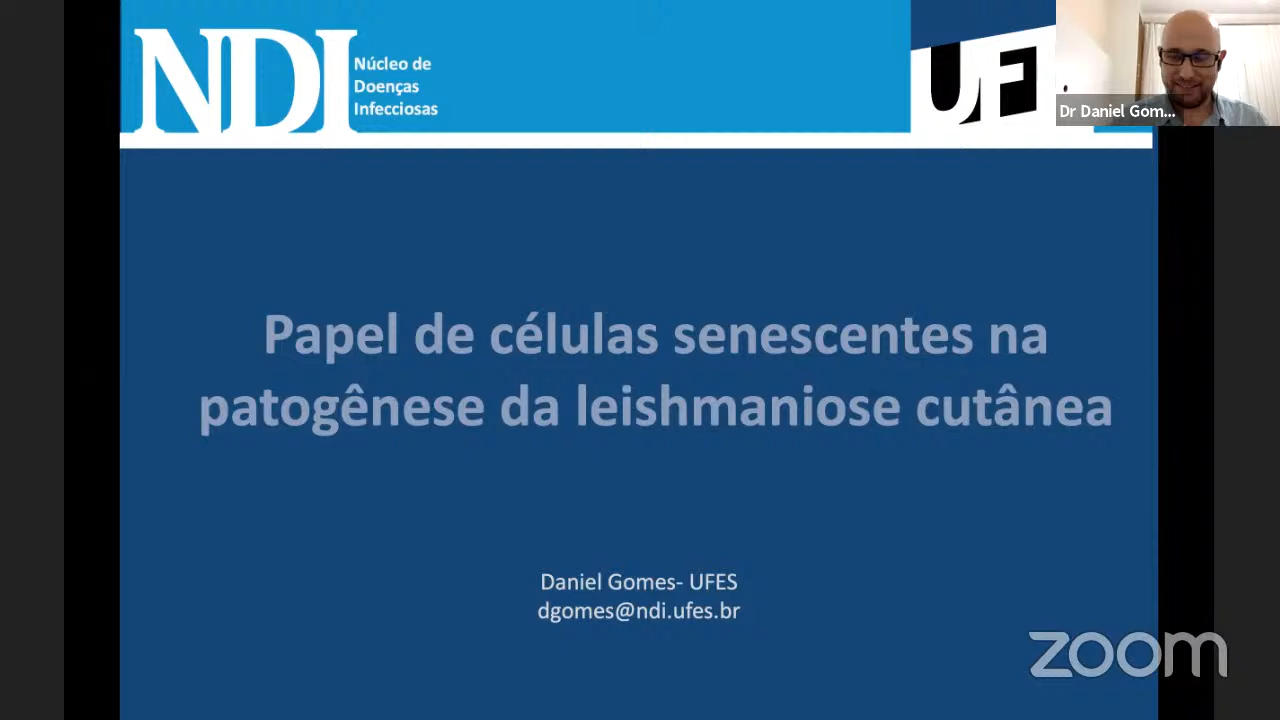 NDI
Núcleo de
Doenças
Infecciosas
UF
Dr Daniel Gom...
Papel de células senescentes na
patogênese da leishmaniose cutânea
Daniel Gomes- UFES
dgomes@ndi.ufes.br
zoom